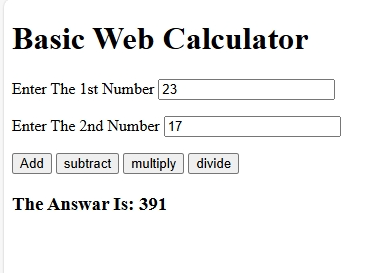 Basic Web Calculator
Enter The 1st Number 23
Enter The 2nd Number 17
Add subtract multiply divide
The Answar Is: 391